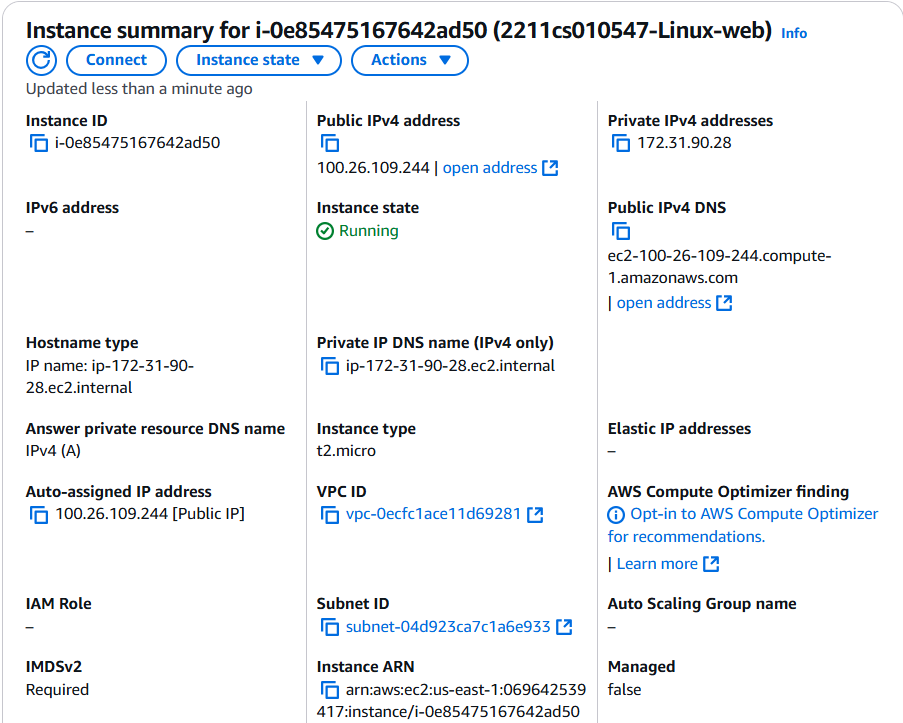 Instance summary for i-0e85475167642ad50 (2211cs010547-Linux-web) Info
Connect Instance state Actions
Updated less than a minute ago
Instance ID
i-0e85475167642ad50
Public IPv4 address
100.26.109.244 | open address
Private IPv4 addresses
172.31.90.28
IPv6 address
–
Instance state
Running
Public IPv4 DNS
ec2-100-26-109-244.compute-
1.amazonaws.com
| open address
Hostname type
IP name: ip-172-31-90-
28.ec2.internal
Private IP DNS name (IPv4 only)
ip-172-31-90-28.ec2.internal
Answer private resource DNS name
IPv4 (A)
Instance type
t2.micro
Elastic IP addresses
–
Auto-assigned IP address
100.26.109.244 [Public IP]
VPC ID
vpc-0ecfc1ace11d69281
AWS Compute Optimizer finding
Opt-in to AWS Compute Optimizer
for recommendations.
| Learn more
IAM Role
–
Subnet ID
subnet-04d923ca7c1a6e933
Auto Scaling Group name
–
IMDSv2
Required
Instance ARN
arn:aws:ec2:us-east-1:069642539
417:instance/i-0e85475167642ad50
Managed
false